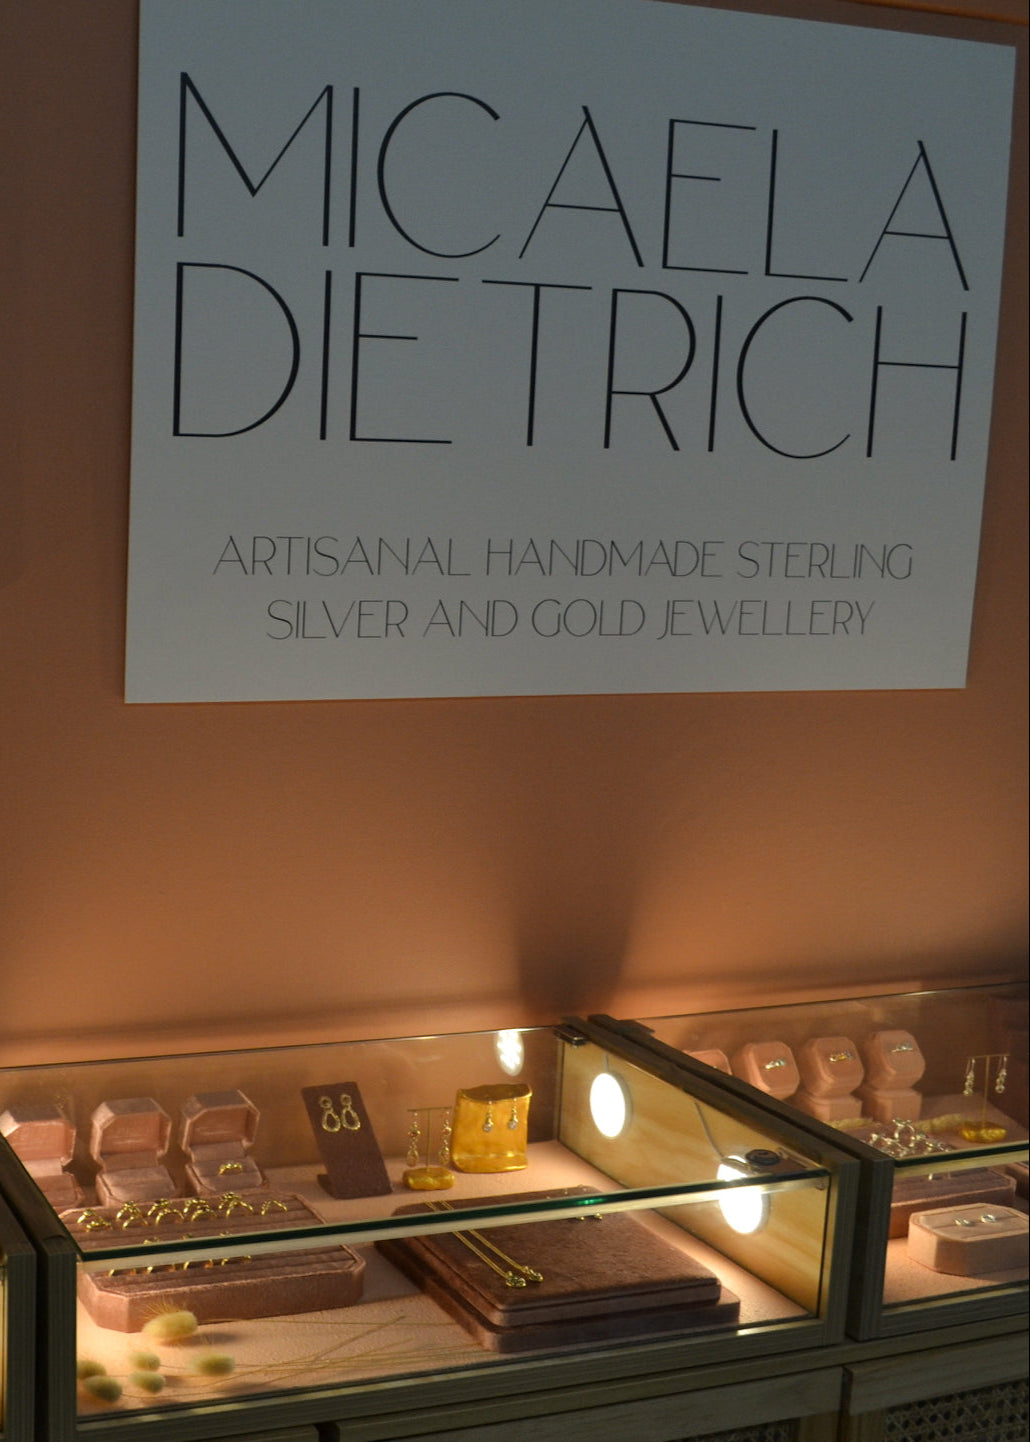 MICAELA
DIETRICH
ARTISANAL HANDMADE STERLING
SILVER AND GOLD JEWELLERY